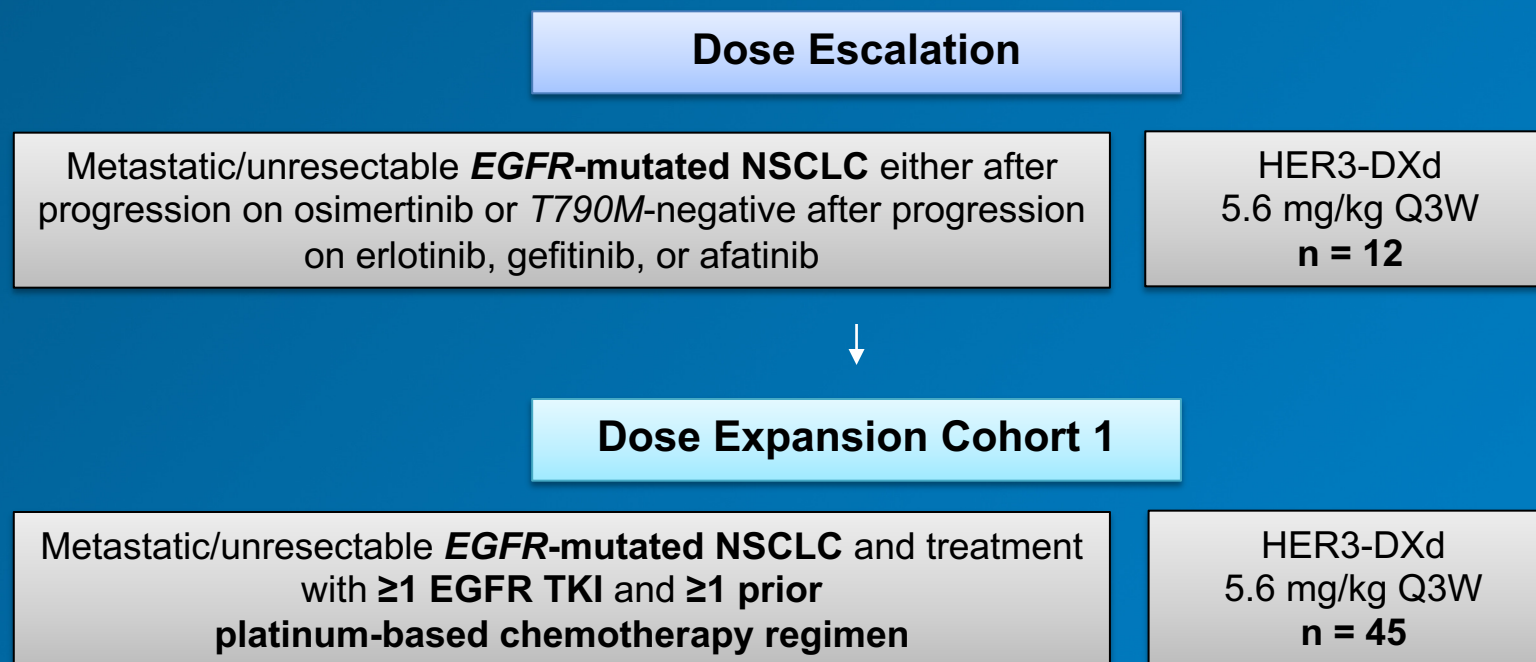 Dose Escalation
Metastatic/unresectable EGFR-mutated NSCLC either after
progression on osimertinib or T790M-negative after progression
on erlotinib, gefitinib, or afatinib
HER3-DXd
5.6 mg/kg Q3W
n = 12
Dose Expansion Cohort 1
Metastatic/unresectable EGFR-mutated NSCLC and treatment
with ≥1 EGFR TKI and ≥1 prior
platinum-based chemotherapy regimen
HER3-DXd
5.6 mg/kg Q3W
n = 45